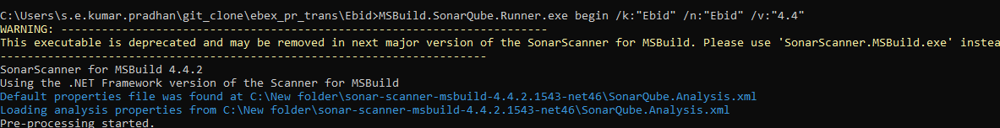 C:\Users\s.e.kumar.pradhan\git_clone\ebex_pr_trans\Ebid>MSBuild.SonarQube.Runner.exe begin /k:"Ebid" /n:"Ebid" /v:"4.4"
WARNING: -------------------------------------------------------------------------
This executable is deprecated and may be removed in next major version of the SonarScanner for MSBuild. Please use 'SonarScanner.MSBuild.exe' instea
-------------------------------------------------------------------------
SonarScanner for MSBuild 4.4.2
Using the .NET Framework version of the Scanner for MSBuild
Default properties file was found at C:\New folder\sonar-scanner-msbuild-4.4.2.1543-net46\SonarQube.Analysis.xml
Loading analysis properties from C:\New folder\sonar-scanner-msbuild-4.4.2.1543-net46\SonarQube.Analysis.xml
Pre-processing started.